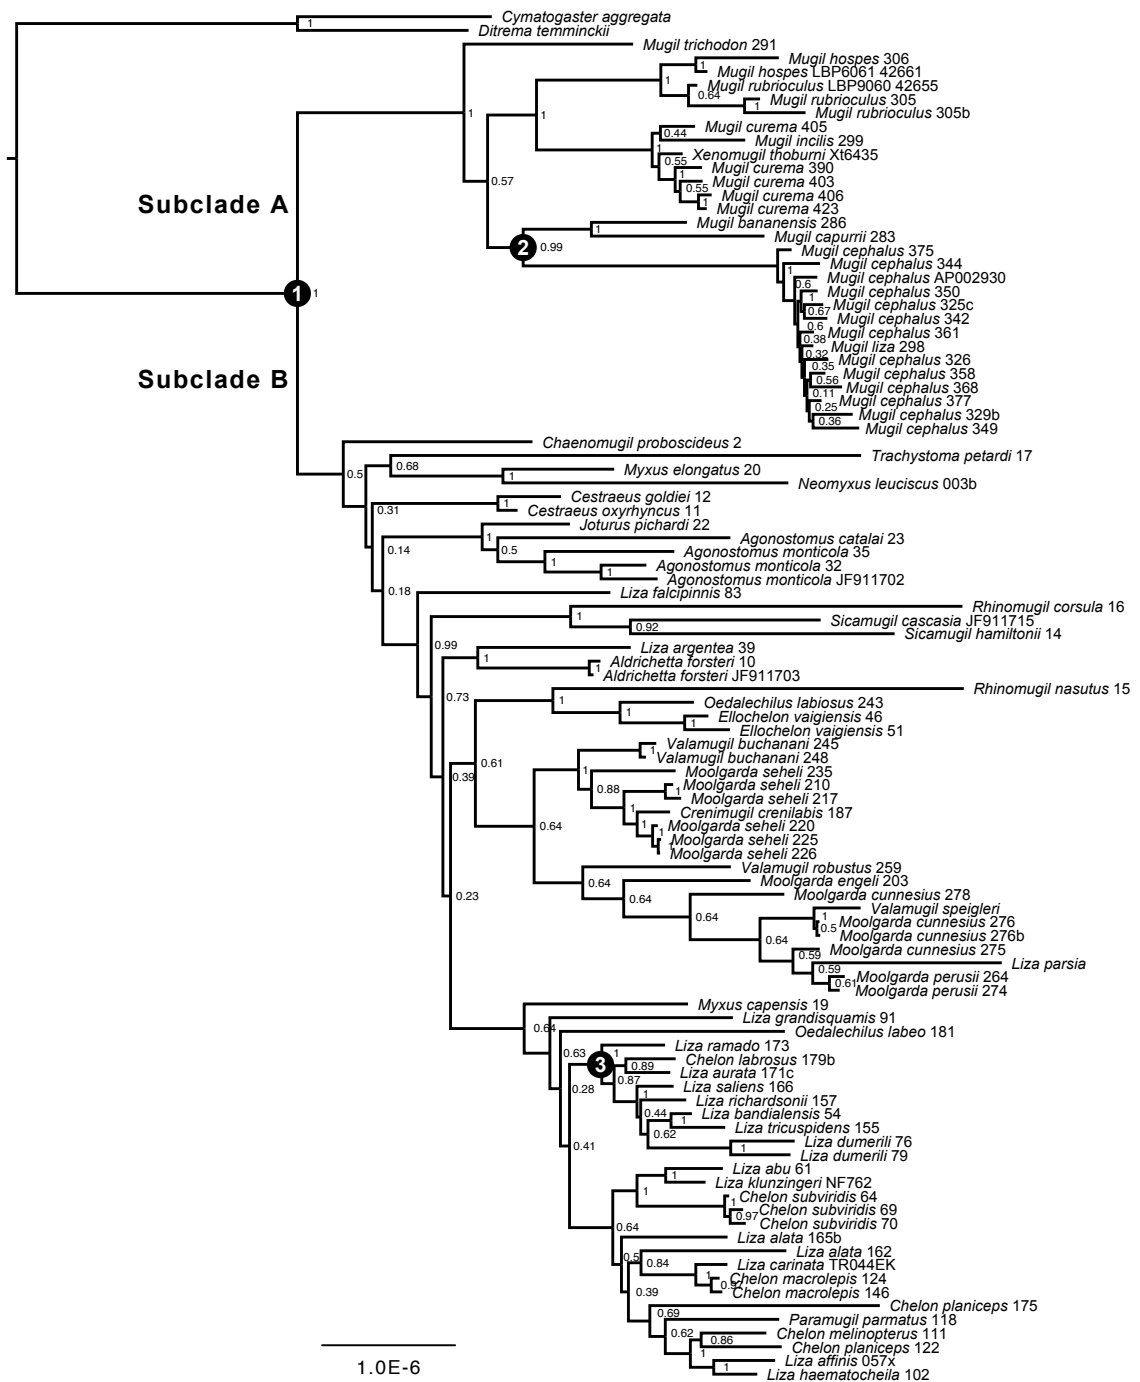 Cymatogaster aggregata
1
Ditrema temminckii
Mugil trichodon 291
Mugil hospes 306
1
Mugil hospes LBP6061 42661
1
Mugil rubrioculus LBP9060 42655
0.64
Mugil rubrioculus 305
1
Mugil rubrioculus 305b
1
1
Mugil curema 405
0.44
Mugil incilis 299
1
Xenomugil thoburni Xt6435
0.55
Mugil curema 390
1
Mugil curema 403
0.57
0.55
Mugil curema 406
1
Mugil curema 423
Subclade A
Mugil bananensis 286
1
Mugil capurrii 283
2
0.99
Mugil cephalus 375
Mugil cephalus 344
1
Mugil cephalus AP002930
0.6
Mugil cephalus 350
1
1
1
Mugil cephalus 325c
0.67
Mugil cephalus 342
0.6
Mugil cephalus 361
0.38
Mugil liza 298
0.32
Mugil cephalus 326
0.35
Mugil cephalus 358
Subclade B
0.56
Mugil cephalus 368
0.11
Mugil cephalus 377
0.25
Mugil cephalus 329b
0.36
Mugil cephalus 349
Chaenomugil proboscideus 2
Trachystoma petardi 17
0.68
0.5
Myxus elongatus 20
1
Neomyxus leuciscus 003b
Cestraeus goldiei 12
1
0.31
Cestraeus oxyrhyncus 11
Joturus pichardi 22
1
Agonostomus catalai 23
0.14
0.5
Agonostomus monticola 35
1
Agonostomus monticola 32
1
Agonostomus monticola JF911702
0.18
Liza falcipinnis 83
Rhinomugil corsula 16
1
Sicamugil cascasia JF911715
0.92
Sicamugil hamiltonii 14
0.99
Liza argentea 39
1
Aldrichetta forsteri 10
1
Aldrichetta forsteri JF911703
Rhinomugil nasutus 15
0.73
1
Oedalechilus labiosus 243
1
Ellochelon vaigiensis 46
1
Ellochelon vaigiensis 51
Valamugil buchanani 245
1
Valamugil buchanani 248
0.61
1
Moolgarda seheli 235
0.39
0.88
Moolgarda seheli 210
1
Moolgarda seheli 217
1
Crenimugil crenilabis 187
0.64
1
Moolgarda seheli 220
1
Moolgarda seheli 225
1
Moolgarda seheli 226
Valamugil robustus 259
0.64
Moolgarda engeli 203
0.23
0.64
Moolgarda cunnesius 278
0.64
Valamugil speigleri
1
Moolgarda cunnesius 276
0.5
Moolgarda cunnesius 276b
0.64
Moolgarda cunnesius 275
0.59
Liza parsia
0.59
Moolgarda perusii 264
0.61
Moolgarda perusii 274
Myxus capensis 19
Liza grandisquamis 91
0.64
Oedalechilus labeo 181
Liza ramado 173
0.63
1
3
Chelon labrosus 179b
0.89
Liza aurata 171c
0.87
0.28
Liza saliens 166
1
Liza richardsonii 157
0.44
Liza bandialensis 54
1
Liza tricuspidens 155
0.62
Liza dumerili 76
0.41
1
Liza dumerili 79
Liza abu 61
1
Liza klunzingeri NF762
1
Chelon subviridis 64
1
Chelon subviridis 69
0.97
Chelon subviridis 70
0.64
Liza alata 165b
Liza alata 162
0.5
0.84
Liza carinata TR044EK
1
Chelon macrolepis 124
Chelon macrolepis 146
0.39
Chelon planiceps 175
0.69
Paramugil parmatus 118
0.62
Chelon melinopterus 111
0.86
Chelon planiceps 122
1
Liza affinis 057x
1
Liza haematocheila 102
1.0E-6